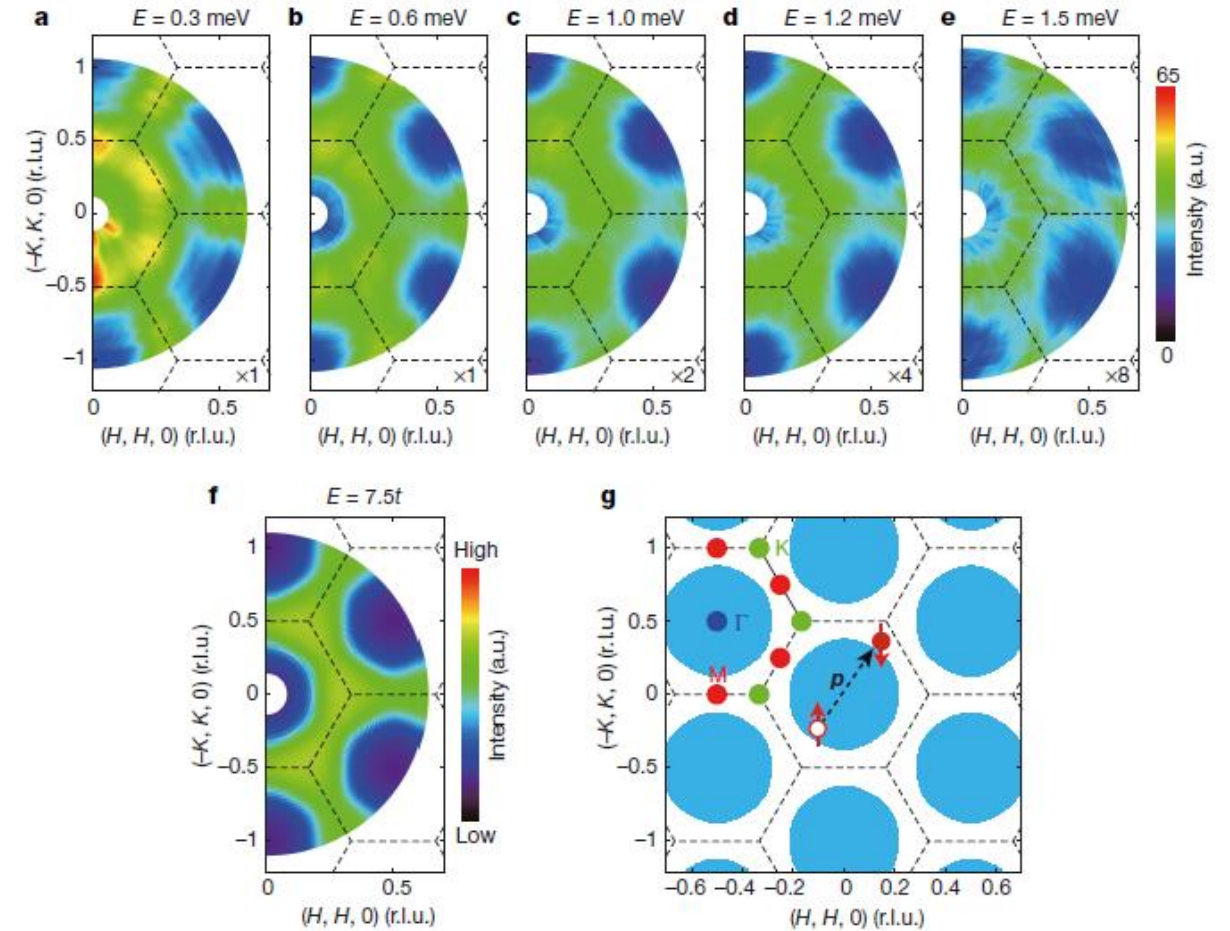 a E = 0.3 meV
b E = 0.6 meV
c E = 1.0 meV
d E = 1.2 meV
e E = 1.5 meV
(–K, K, 0) (r.l.u.)
1
0.5
0
–0.5
–1
×1
×1
×2
×4
×8
65
Intensity (a.u.)
0
0 0.5
0 0.5
0 0.5
0 0.5
0 0.5
(H, H, 0) (r.l.u.)
(H, H, 0) (r.l.u.)
(H, H, 0) (r.l.u.)
(H, H, 0) (r.l.u.)
(H, H, 0) (r.l.u.)
f E = 7.5t
(–K, K, 0) (r.l.u.)
1
0.5
0
–0.5
–1
0 0.5
(H, H, 0) (r.l.u.)
High
Intensity (a.u.)
Low
g
(–K, K, 0) (r.l.u.)
1
0.5
0
–0.5
–1
K
Γ
M
p
–0.6 –0.4 –0.2 0 0.2 0.4 0.6
(H, H, 0) (r.l.u.)